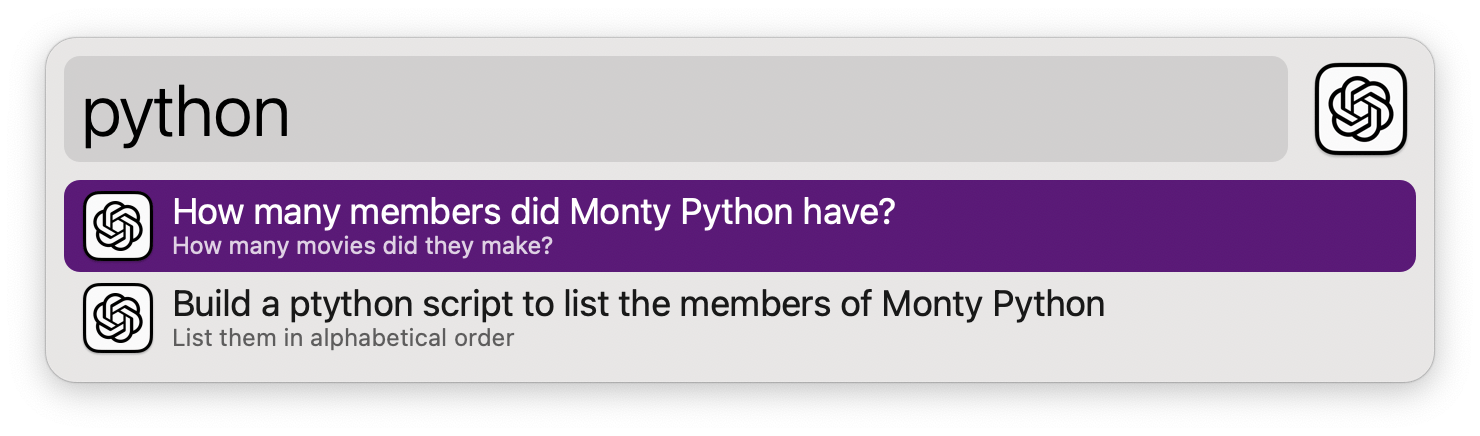 python
How many members did Monty Python have?
How many movies did they make?
Build a ptython script to list the members of Monty Python
List them in alphabetical order